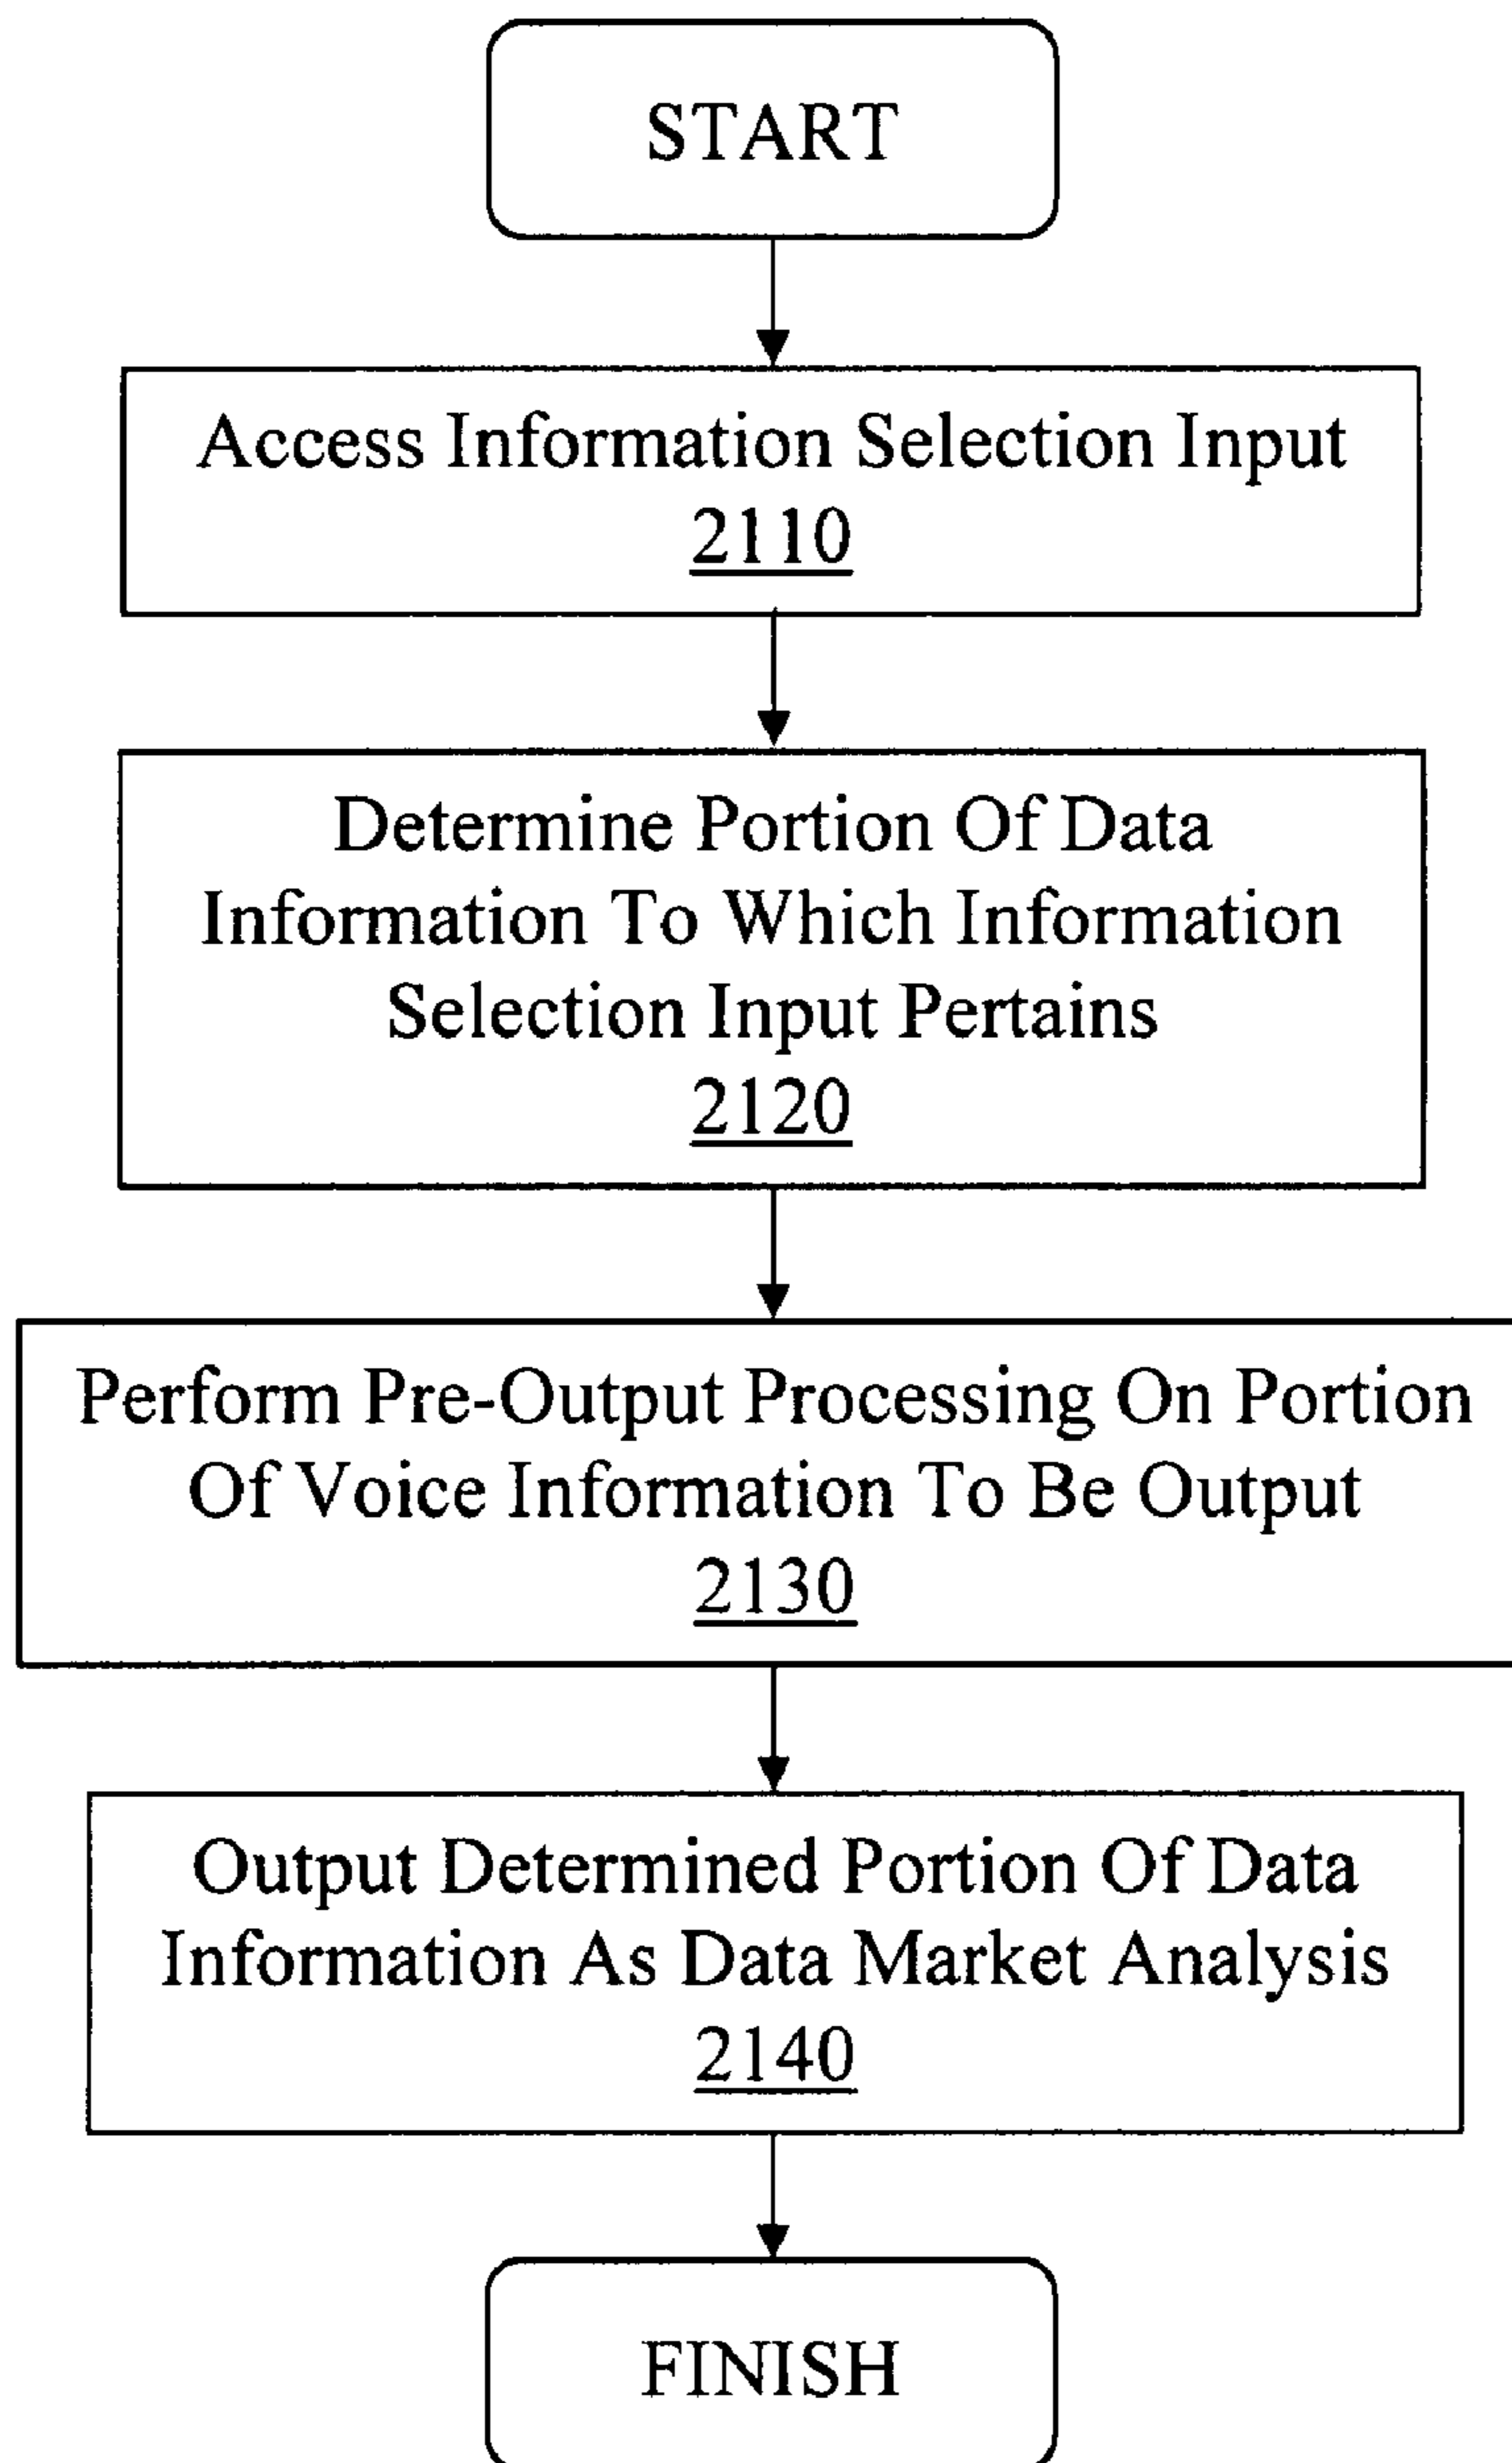 START
Access Information Selection Input
2110
Determine Portion Of Data
Information To Which Information
Selection Input Pertains
2120
Perform Pre-Output Processing On Portion
Of Voice Information To Be Output
2130
Output Determined Portion Of Data
Information As Data Market Analysis
2140
FINISH